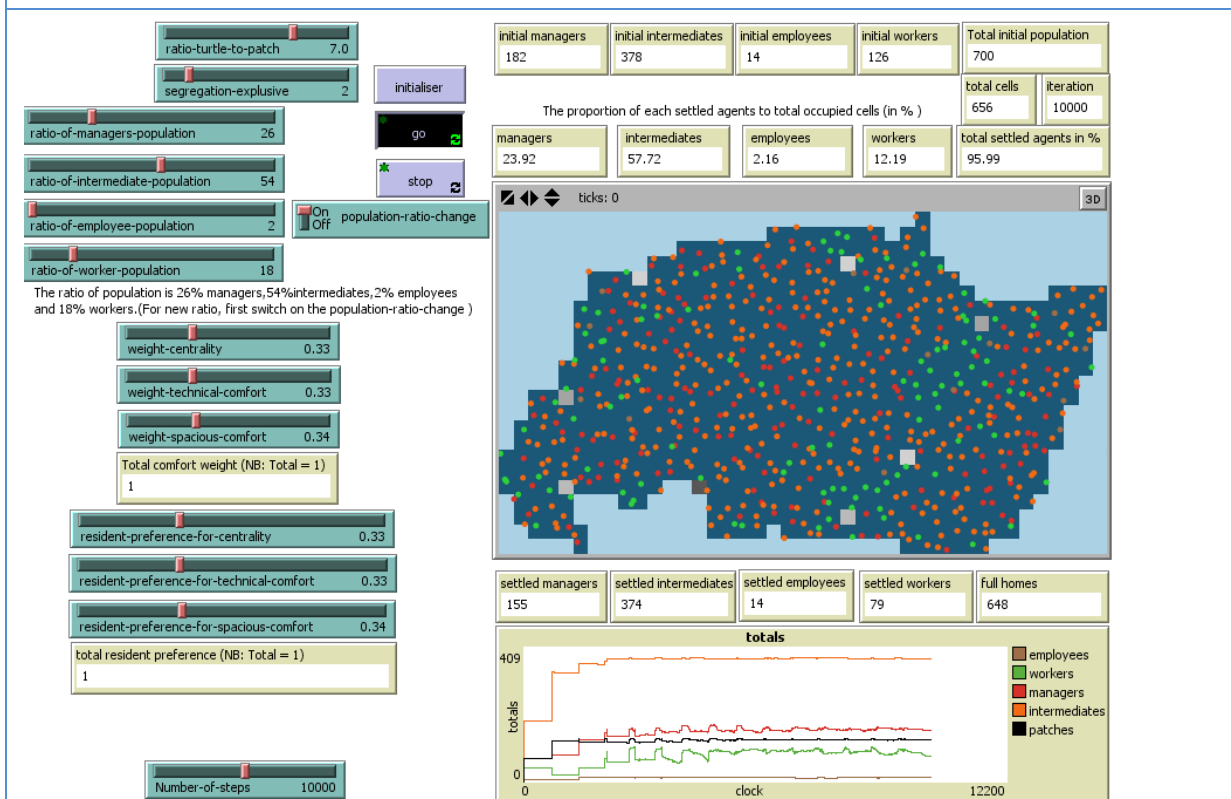 ratio-turtle-to-patch 7.0
segregation-explusive 2
initialiser
ratio-of-managers-population 26
go
ratio-of-intermediate-population 54
stop
ratio-of-employee-population 2
On
Off
population-ratio-change
ratio-of-worker-population 18
The ratio of population is 26% managers,54%intermediates,2% employees
and 18% workers.(For new ratio, first switch on the population-ratio-change )
weight-centrality 0.33
weight-technical-comfort 0.33
weight-spacious-comfort 0.34
Total comfort weight (NB: Total = 1)
1
resident-preference-for-centrality 0.33
resident-preference-for-technical-comfort 0.33
resident-preference-for-spacious-comfort 0.34
total resident preference (NB: Total = 1)
1
Number-of-steps 10000
initial managers
182
initial intermediates
378
initial employees
14
initial workers
126
Total initial population
700
total cells
656
iteration
10000
The proportion of each settled agents to total occupied cells (in % )
managers
23.92
intermediates
57.72
employees
2.16
workers
12.19
total settled agents in %
95.99
ticks: 0
3D
settled managers
155
settled intermediates
374
settled employees
14
settled workers
79
full homes
648
totals
409
totals
0
0
clock
12200
employees
workers
managers
intermediates
patches